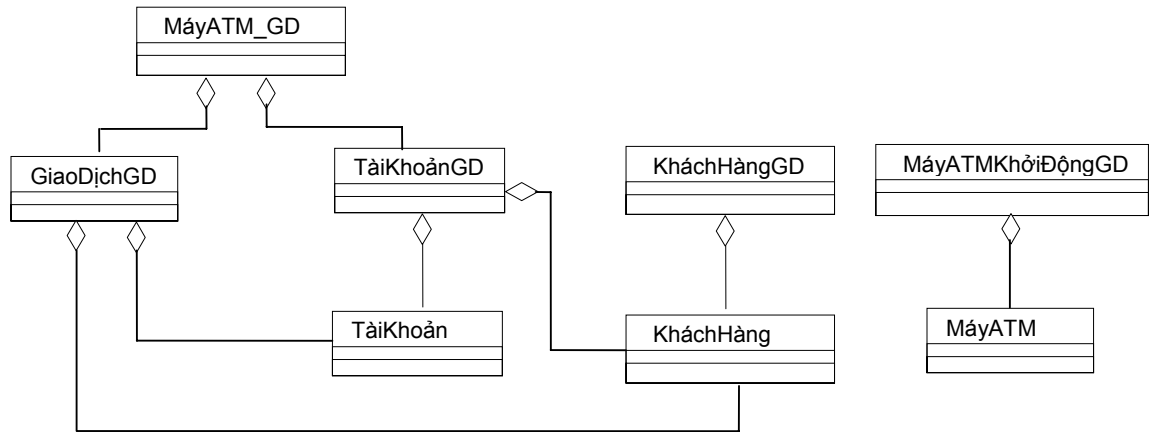 MáyATM_GD
GiaoDịchGD
TàiKhoảnGD
KháchHàngGD
MáyATMKhởiĐộngGD
TàiKhoản
KháchHàng
MáyATM